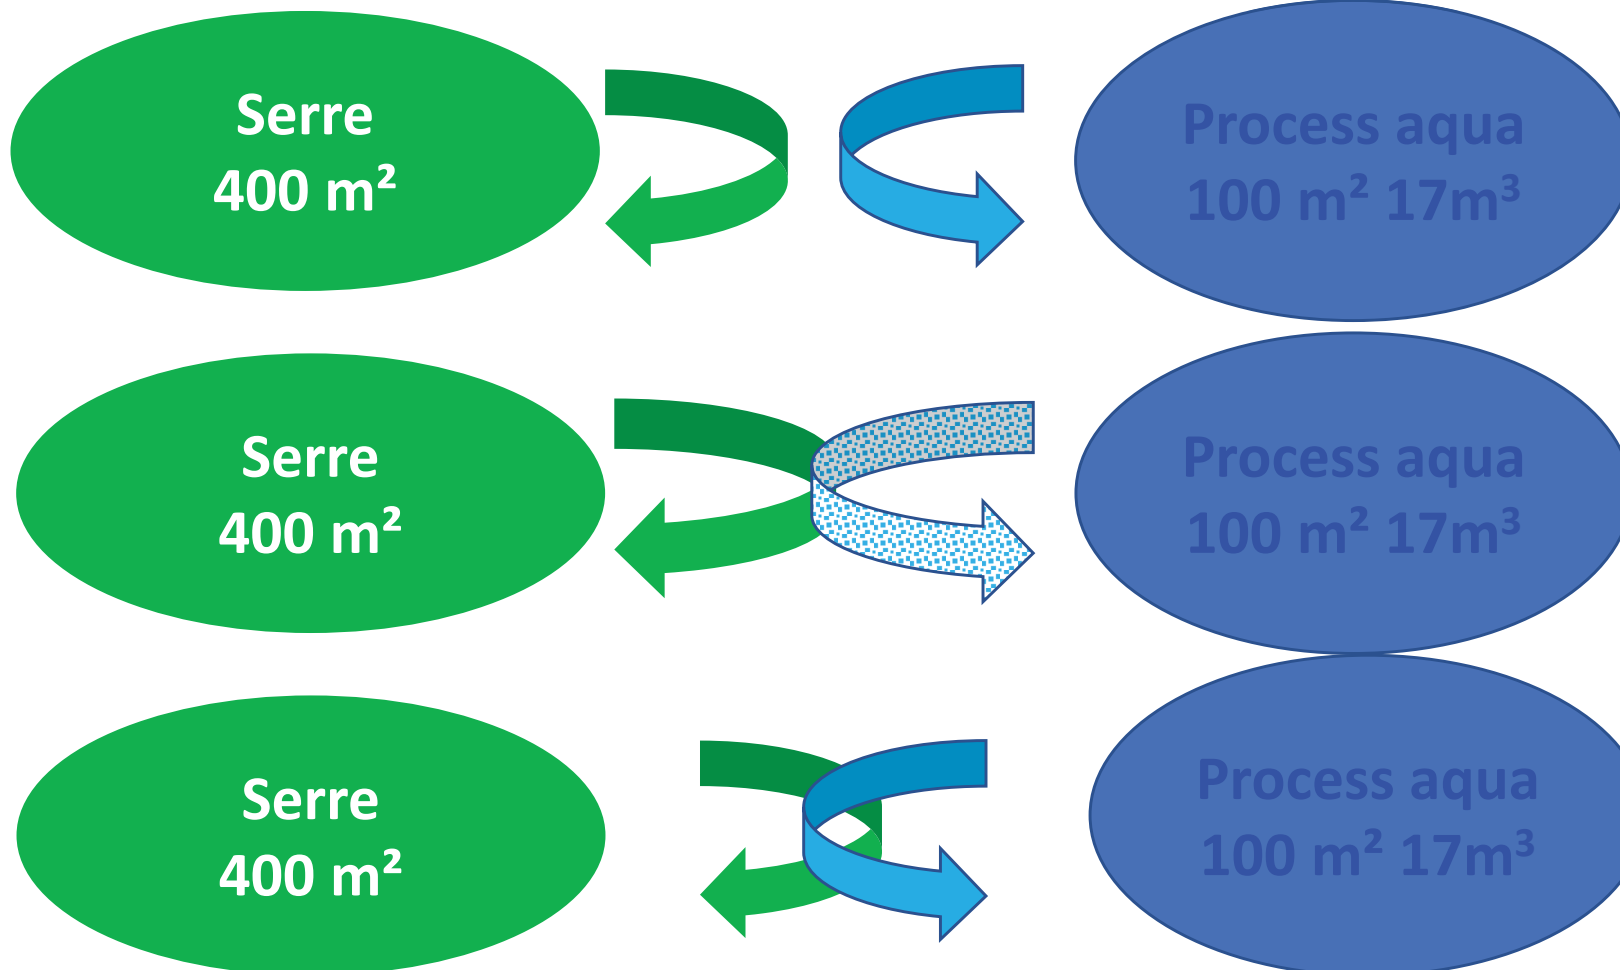 Serre
400 m²
Process aqua
100 m² 17m³
Serre
400 m²
Process aqua
100 m² 17m³
Serre
400 m²
Process aqua
100 m² 17m³